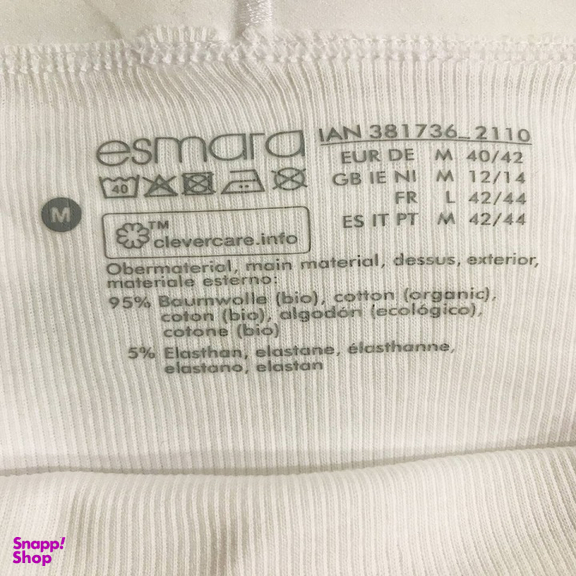 esmara
IAN 381736_2110
EUR DE M 40/42
GB IE NI M 12/14
FR L 42/44
ES IT PT M 42/44
40
M
TM
clevercare.info
Obermaterial, main material, dessus, exterior,
materiale esterno:
95% Baumwolle (bio), cotton (organic),
coton (bio), algodón (ecológico),
cotone (bio)
5% Elasthan, elastane, élasthanne,
elastano, elastan
Snapp!
Shop